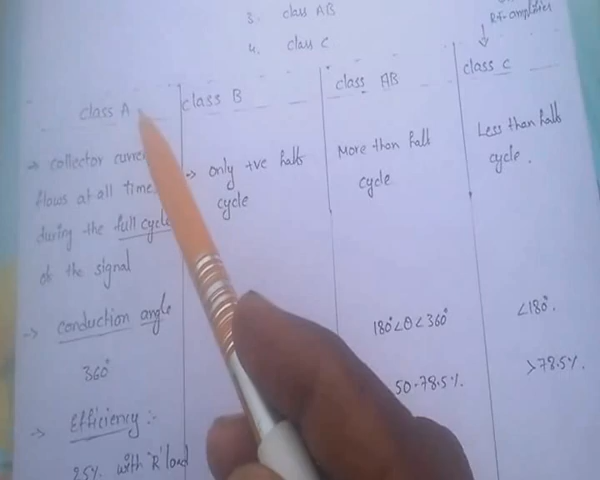 3. class AB
4. class C
Rf-amplifier
class A
class B
class AB
class C
→ collector
flows at all time
during the full cycle
of the signal
→ only +ve half
cycle
More than half
cycle
Less than half
cycle.
→ conduction angle
360°
180°<θ<360°
<180°.
→ Efficiency :-
25% with 'R' load
50-78.5%
>78.5%.